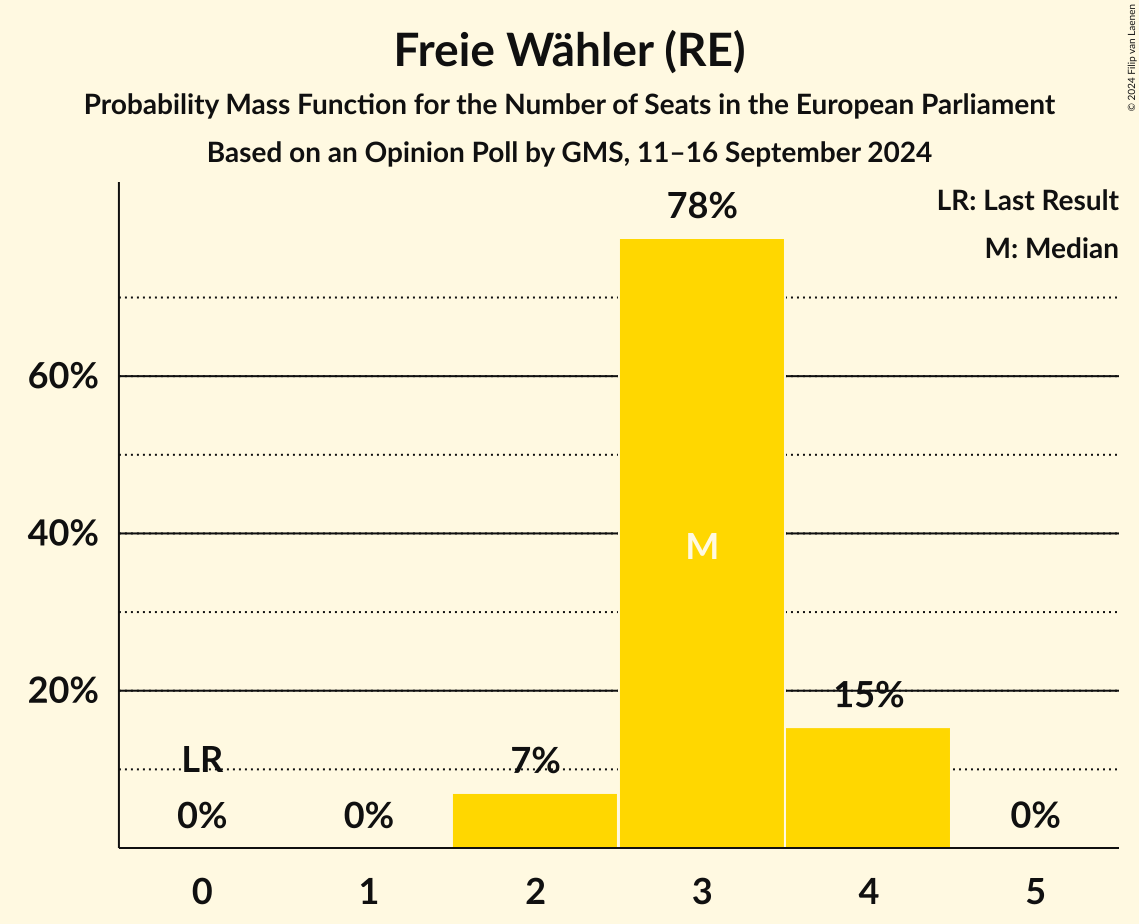 Freie Wähler (RE)
Probability Mass Function for the Number of Seats in the European Parliament
Based on an Opinion Poll by GMS, 11–16 September 2024
© 2024 Filip van Laenen
LR: Last Result
M: Median
78%
60%
40%
M
20%
15%
LR
7%
0%
0%
0%
0
1
2
3
4
5